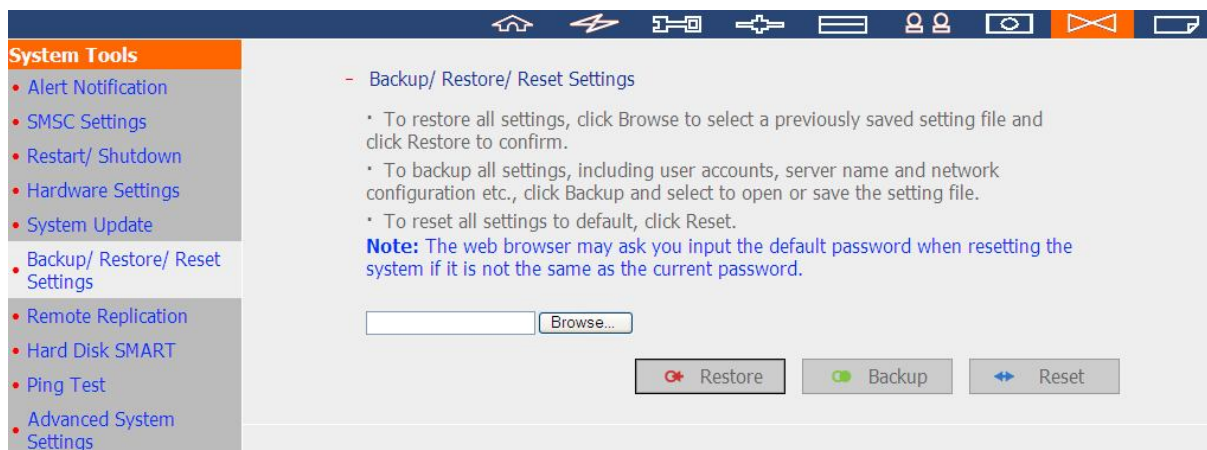 System Tools
• Alert Notification
• SMSC Settings
• Restart/ Shutdown
• Hardware Settings
• System Update
• Backup/ Restore/ Reset
Settings
• Remote Replication
• Hard Disk SMART
• Ping Test
• Advanced System
Settings
- Backup/ Restore/ Reset Settings
· To restore all settings, click Browse to select a previously saved setting file and
click Restore to confirm.
· To backup all settings, including user accounts, server name and network
configuration etc., click Backup and select to open or save the setting file.
· To reset all settings to default, click Reset.
Note: The web browser may ask you input the default password when resetting the
system if it is not the same as the current password.
Browse...
Restore Backup Reset